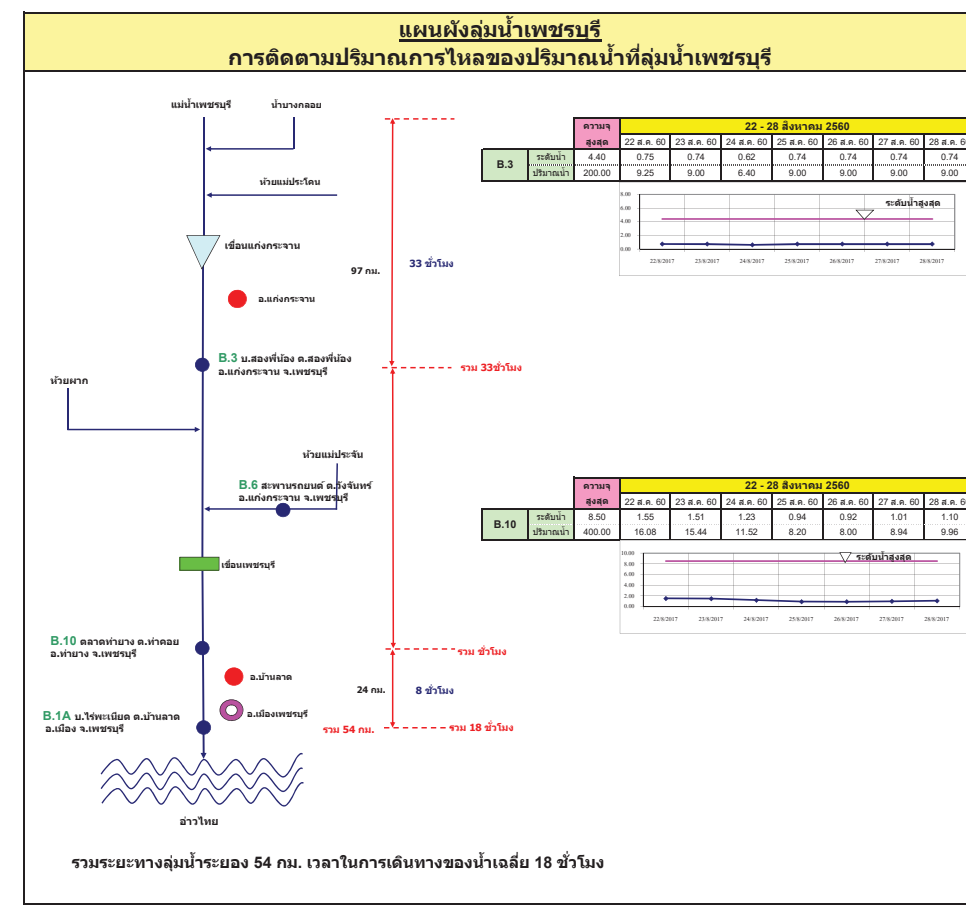 แผนผังลุ่มน้ำเพชรบุรี
การติดตามปริมาณการไหลของปริมาณน้ำที่ลุ่มน้ำเพชรบุรี
แม่น้ำเพชรบุรี
น้ำบางกลอย
ห้วยแม่ประโดน
เขื่อนแก่งกระจาน
97 กม.
33 ชั่วโมง
อ.แก่งกระจาน
B.3 บ.สองพี่น้อง ต.สองพี่น้อง
อ.แก่งกระจาน จ.เพชรบุรี
รวม 33ชั่วโมง
ห้วยผาก
ห้วยแม่ประจัน
B.6 สะพานรถยนต์ ต.วังจันทร์
อ.แก่งกระจาน จ.เพชรบุรี
เขื่อนเพชรบุรี
B.10 ตลาดท่ายาง ต.ท่าคอย
อ.ท่ายาง จ.เพชรบุรี
รวม ชั่วโมง
อ.บ้านลาด
24 กม.
8 ชั่วโมง
อ.เมืองเพชรบุรี
B.1A บ.ไร่พะเนียด ต.บ้านลาด
อ.เมือง จ.เพชรบุรี
รวม 54 กม.
รวม 18 ชั่วโมง
อ่าวไทย
รวมระยะทางลุ่มน้ำระยอง 54 กม. เวลาในการเดินทางของน้ำเฉลี่ย 18 ชั่วโมง
ความจุ 22 - 28 สิงหาคม 2560
สูงสุด 22 ส.ค. 60 23 ส.ค. 60 24 ส.ค. 60 25 ส.ค. 60 26 ส.ค. 60 27 ส.ค. 60 28 ส.ค. 6
B.3 ระดับน้ำ 4.40 0.75 0.74 0.62 0.74 0.74 0.74 0.74
ปริมาณน้ำ 200.00 9.25 9.00 6.40 9.00 9.00 9.00 9.00
ระดับน้ำสูงสุด
8.00
6.00
4.00
2.00
0.00
22/8/2017 23/8/2017 24/8/2017 25/8/2017 26/8/2017 27/8/2017 28/8/2017
ความจุ 22 - 28 สิงหาคม 2560
สูงสุด 22 ส.ค. 60 23 ส.ค. 60 24 ส.ค. 60 25 ส.ค. 60 26 ส.ค. 60 27 ส.ค. 60 28 ส.ค. 6
B.10 ระดับน้ำ 8.50 1.55 1.51 1.23 0.94 0.92 1.01 1.10
ปริมาณน้ำ 400.00 16.08 15.44 11.52 8.20 8.00 8.94 9.96
ระดับน้ำสูงสุด
10.00
8.00
6.00
4.00
2.00
0.00
22/8/2017 23/8/2017 24/8/2017 25/8/2017 26/8/2017 27/8/2017 28/8/2017